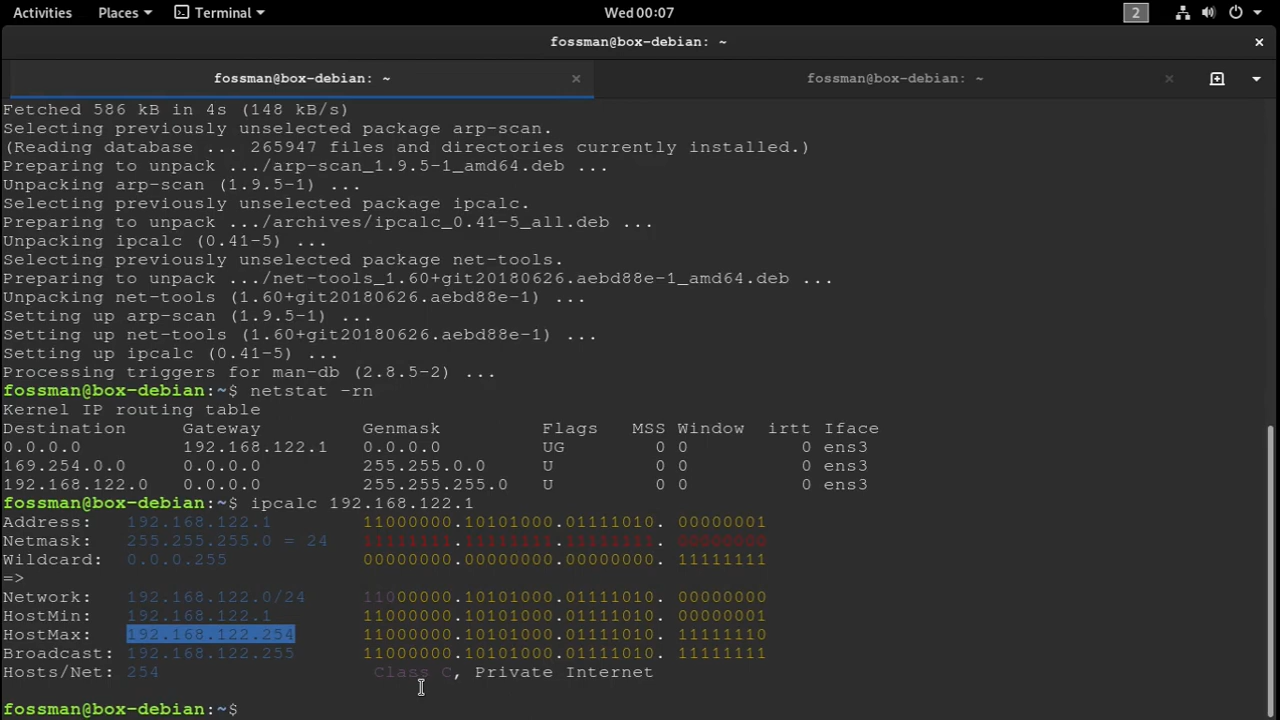 Activities Places Terminal Wed 00:07 2
fossman@box-debian: ~
fossman@box-debian: ~ fossman@box-debian: ~
Fetched 586 kB in 4s (148 kB/s)
Selecting previously unselected package arp-scan.
(Reading database ... 265947 files and directories currently installed.)
Preparing to unpack .../arp-scan_1.9.5-1_amd64.deb ...
Unpacking arp-scan (1.9.5-1) ...
Selecting previously unselected package ipcalc.
Preparing to unpack .../archives/ipcalc_0.41-5_all.deb ...
Unpacking ipcalc (0.41-5) ...
Selecting previously unselected package net-tools.
Preparing to unpack .../net-tools_1.60+git20180626.aebd88e-1_amd64.deb ...
Unpacking net-tools (1.60+git20180626.aebd88e-1) ...
Setting up arp-scan (1.9.5-1) ...
Setting up net-tools (1.60+git20180626.aebd88e-1) ...
Setting up ipcalc (0.41-5) ...
Processing triggers for man-db (2.8.5-2) ...
fossman@box-debian:~$ netstat -rn
Kernel IP routing table
Destination Gateway Genmask Flags MSS Window irtt Iface
0.0.0.0 192.168.122.1 0.0.0.0 UG 0 0 0 ens3
169.254.0.0 0.0.0.0 255.255.0.0 U 0 0 0 ens3
192.168.122.0 0.0.0.0 255.255.255.0 U 0 0 0 ens3
fossman@box-debian:~$ ipcalc 192.168.122.1
Address: 192.168.122.1 11000000.10101000.01111010. 00000001
Netmask: 255.255.255.0 = 24 11111111.11111111.11111111. 00000000
Wildcard: 0.0.0.255 00000000.00000000.00000000. 11111111
=>
Network: 192.168.122.0/24 11000000.10101000.01111010. 00000000
HostMin: 192.168.122.1 11000000.10101000.01111010. 00000001
HostMax: 192.168.122.254 11000000.10101000.01111010. 11111110
Broadcast: 192.168.122.255 11000000.10101000.01111010. 11111111
Hosts/Net: 254 Class C, Private Internet
fossman@box-debian:~$